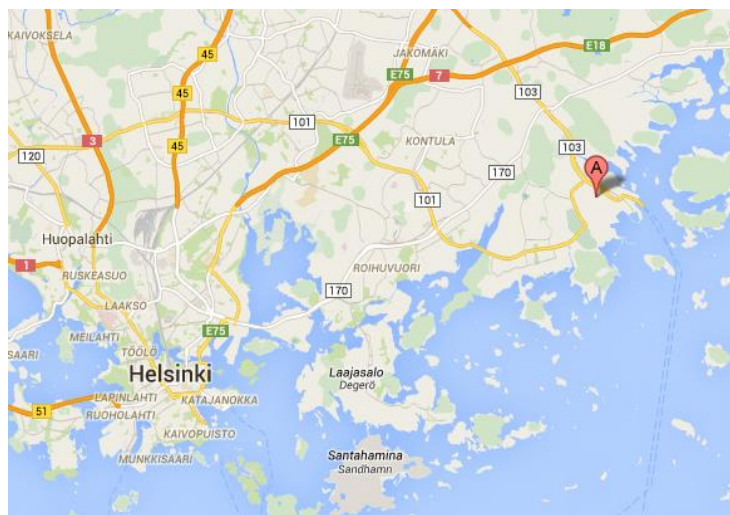 KAIVOKSELA
45
E18
JAKOMÄKI
E75
7
45
103
3
101
E75
KONTULA
103
120
45
A
170
101
Huopalahti
1
RUSKEASUO
ROIHUVUORI
LAAKSO
170
MEILAHTI
E75
SAARI
TÖÖLÖ
Helsinki
Laajasalo
Degerö
LAPINLAHTI
KATAJANOKKA
51
RUOHOLAHTI
KAIVOPUISTO
MUNKKISAARI
Santahamina
Sandhamn